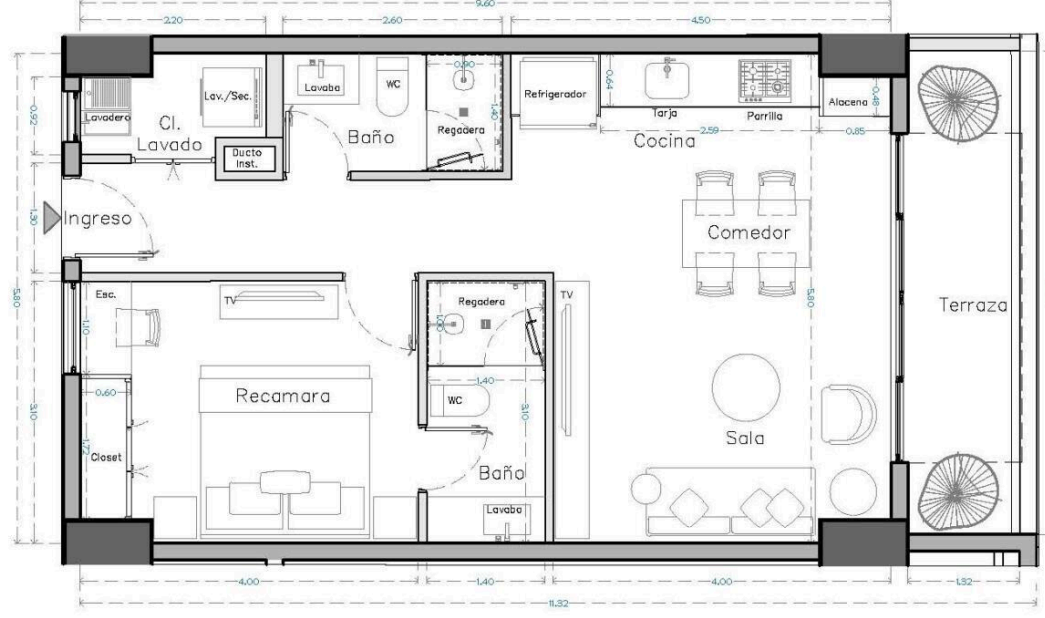 9.60
2.20
2.60
4.50
0.90
Lavaba
WC
Lav./Sec.
Refrigerador
0.64
Alacena
0.48
0.92
Lavadero
1.40
Regadera
Tarja
Parrilla
Cl.
Lavado
Baño
2.59
0.85
Cocina
Ducto
Inst.
1.30
Ingreso
Comedor
5.80
5.80
Esc.
TV
Regadera
TV
Terraza
1.10
1.00
0.60
1.40
Recamara
WC
3.10
3.10
1.72
Closet
Sala
Baño
Lavaba
4.00
1.40
4.00
1.32
11.32